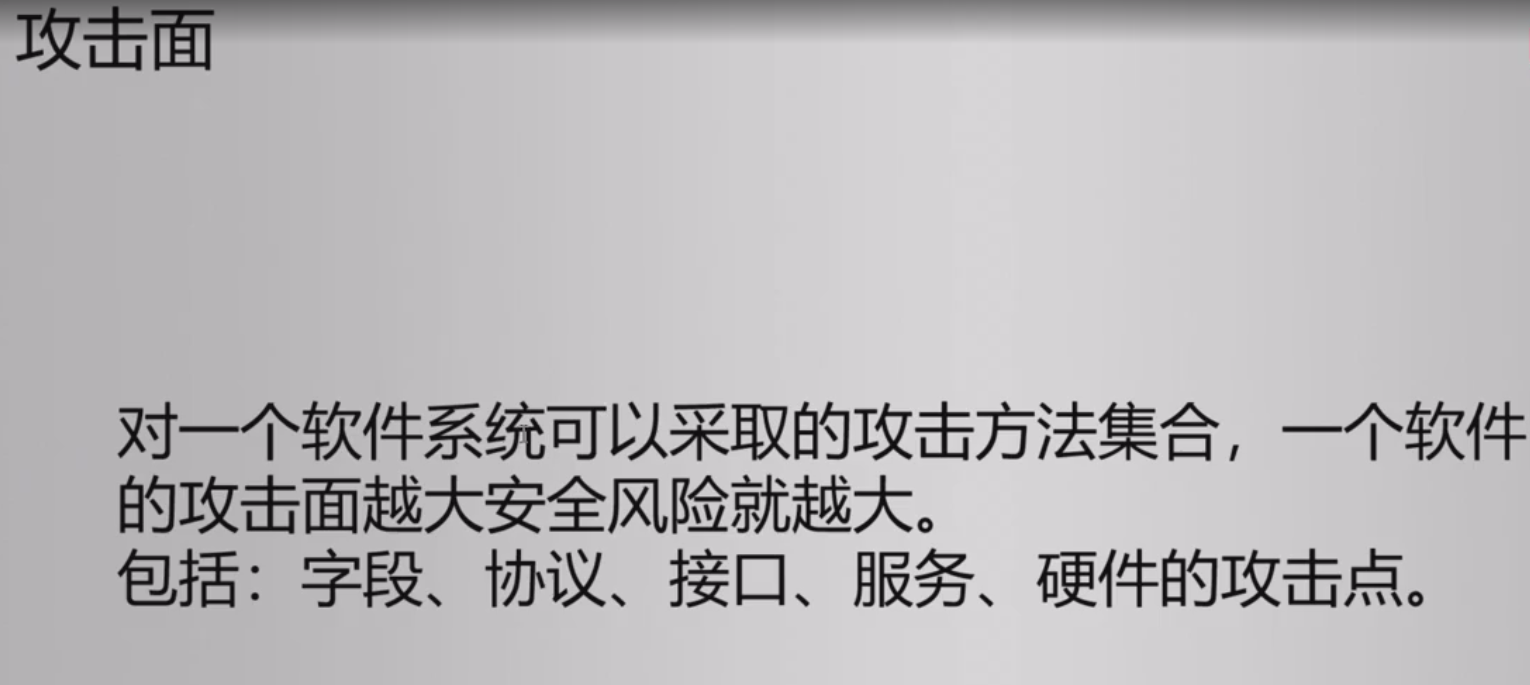 攻击面
对一个软件系统可以采取的攻击方法集合，一个软件
的攻击面越大安全风险就越大。
包括：字段、协议、接口、服务、硬件的攻击点。